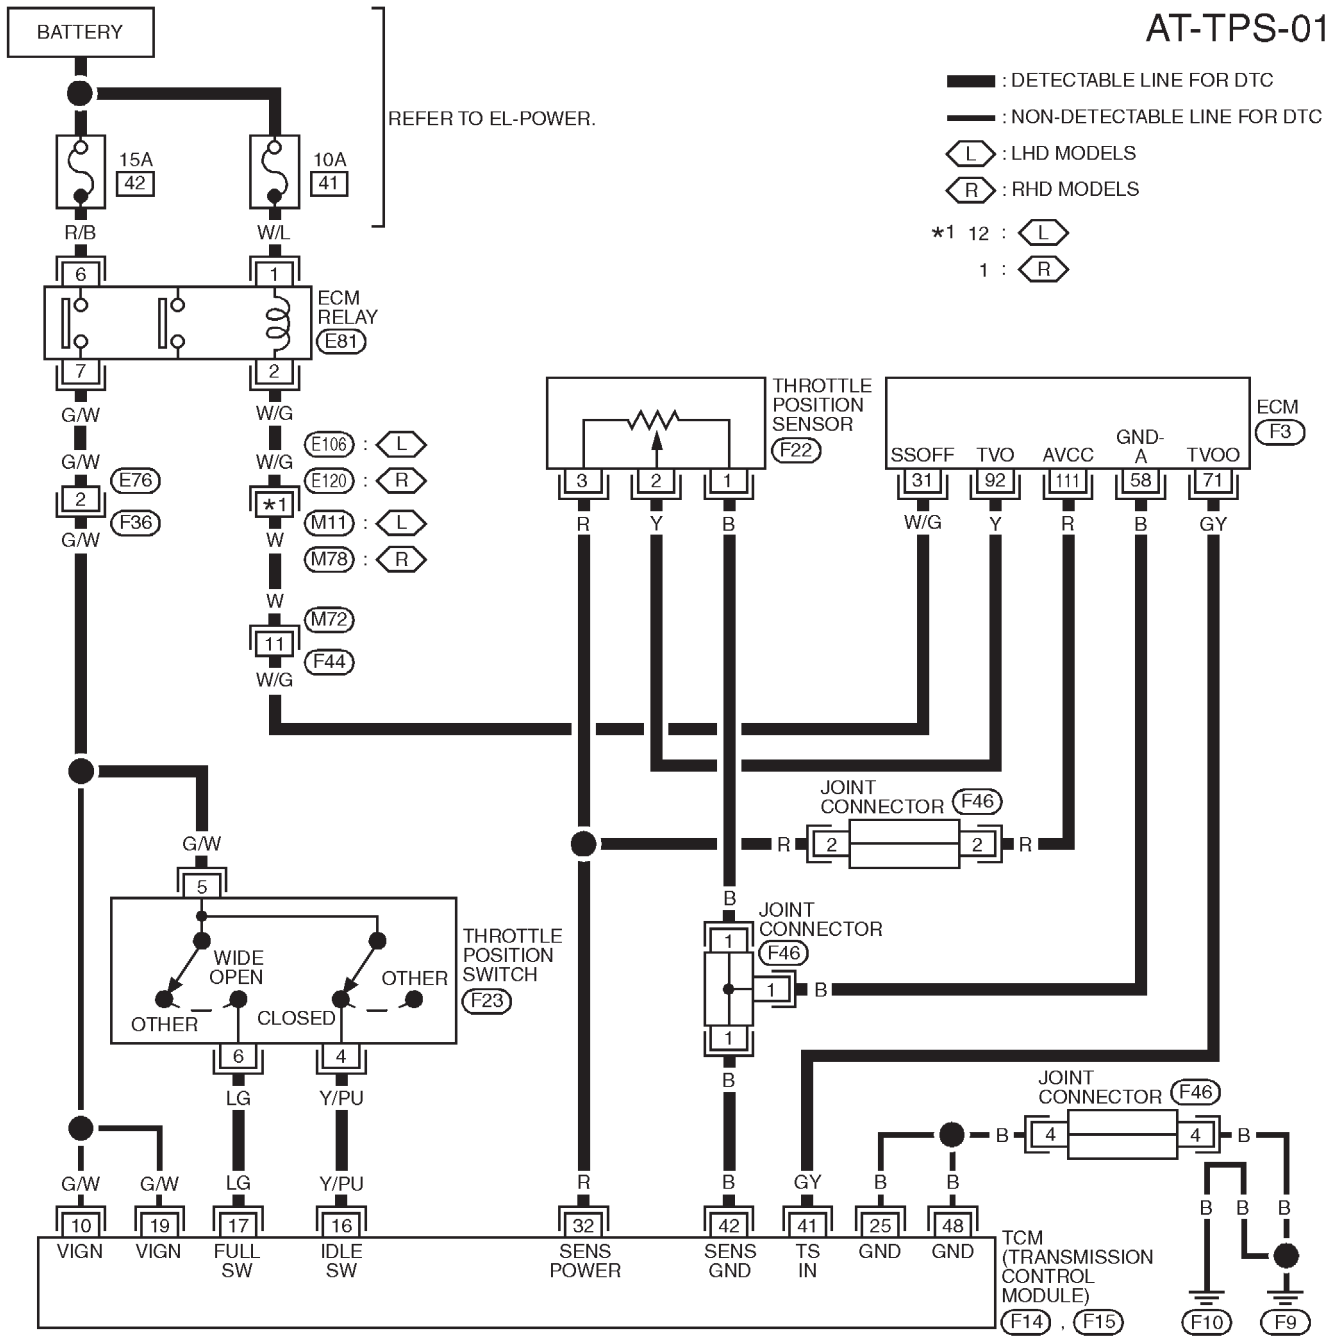 AT-TPS-01
BATTERY
REFER TO EL-POWER.
: DETECTABLE LINE FOR DTC
: NON-DETECTABLE LINE FOR DTC
L : LHD MODELS
R : RHD MODELS
*1 12 : L
1 : R
15A
42
10A
41
R/B
W/L
6
1
ECM
RELAY
E81
7
2
G/W
W/G
E106 : L
G/W
W/G
E120 : R
E76
2
*1
F36
M11 : L
G/W
W
M78 : R
W
M72
11
F44
W/G
THROTTLE
POSITION
SENSOR
F22
3
2
1
R
Y
B
ECM
F3
SSOFF
TVO
AVCC
GND-
A
TVOO
31
92
111
58
71
W/G
Y
R
B
GY
JOINT
CONNECTOR F46
R
2
2
R
G/W
5
WIDE
OPEN
OTHER
OTHER
CLOSED
THROTTLE
POSITION
SWITCH
F23
6
4
LG
Y/PU
B
JOINT
CONNECTOR
F46
1
1
B
1
B
JOINT
CONNECTOR F46
B
4
4
B
G/W
G/W
LG
Y/PU
R
B
GY
B
B
B
B
B
10
19
17
16
32
42
41
25
48
VIGN
VIGN
FULL
SW
IDLE
SW
SENS
POWER
SENS
GND
TS
IN
GND
GND
TCM
(TRANSMISSION
CONTROL
MODULE)
F14 , F15
F10
F9